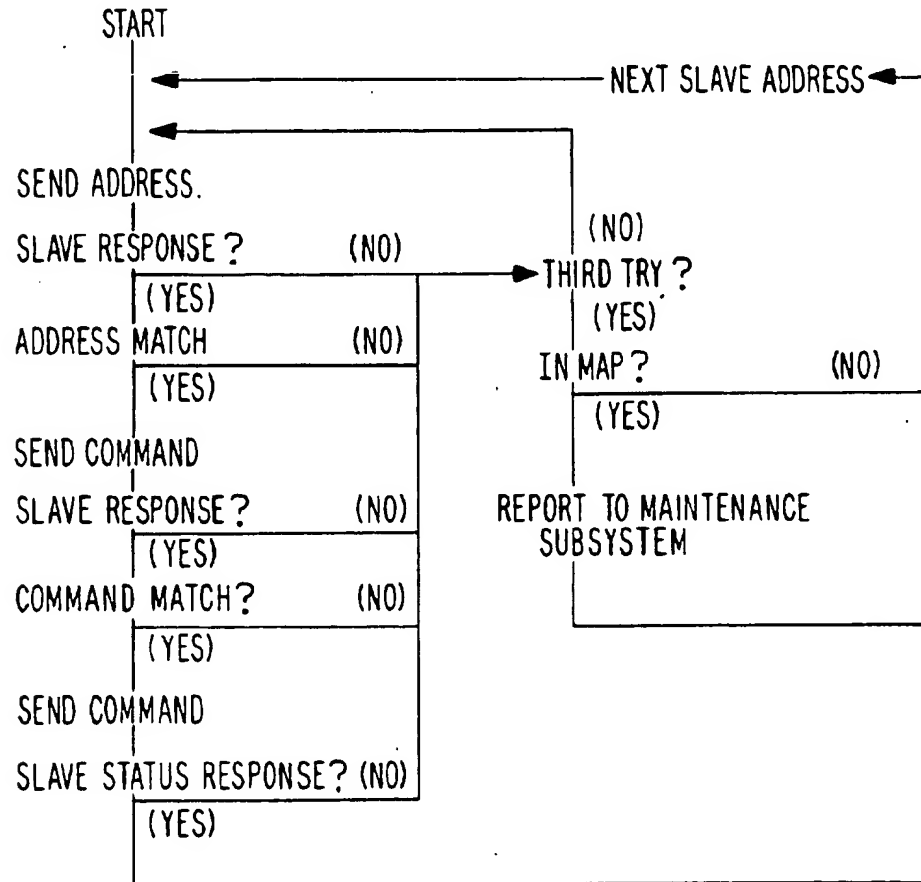 START
NEXT SLAVE ADDRESS
SEND ADDRESS.
SLAVE RESPONSE? (NO)
(YES)
ADDRESS MATCH (NO)
(YES)
SEND COMMAND
SLAVE RESPONSE? (NO)
(YES)
COMMAND MATCH? (NO)
(YES)
SEND COMMAND
SLAVE STATUS RESPONSE? (NO)
(YES)
(NO)
THIRD TRY?
(YES)
IN MAP? (NO)
(YES)
REPORT TO MAINTENANCE
SUBSYSTEM